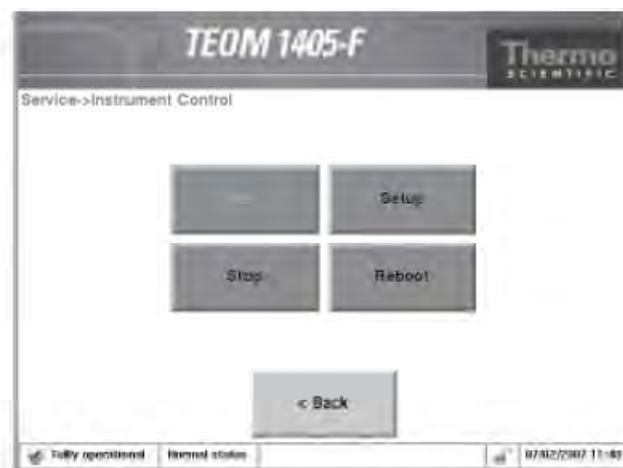 TEOM 1405-F
Thermo
SCIENTIFIC
Service->Instrument Control
Setup
Stop
Reboot
< Back
Fully operational
Normal status
07/02/2007 11: